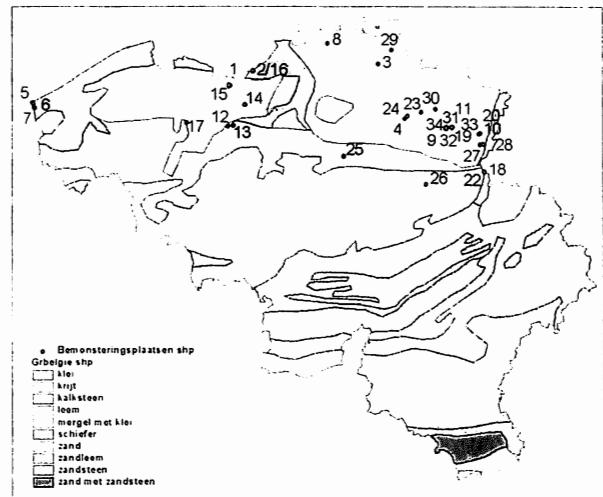 8
29
3
1
2/16
15
14
5
6
7
17
12
13
24
23
30
11
4
31
20
34
33
10
9
32
19
27
28
25
18
26
22
Bemonsteringsplaatsen shp
Grbelgie shp
klei
krijt
kalksteen
leem
mergel met klei
schiefer
zand
zandleem
zandsteen
zand met zandsteen